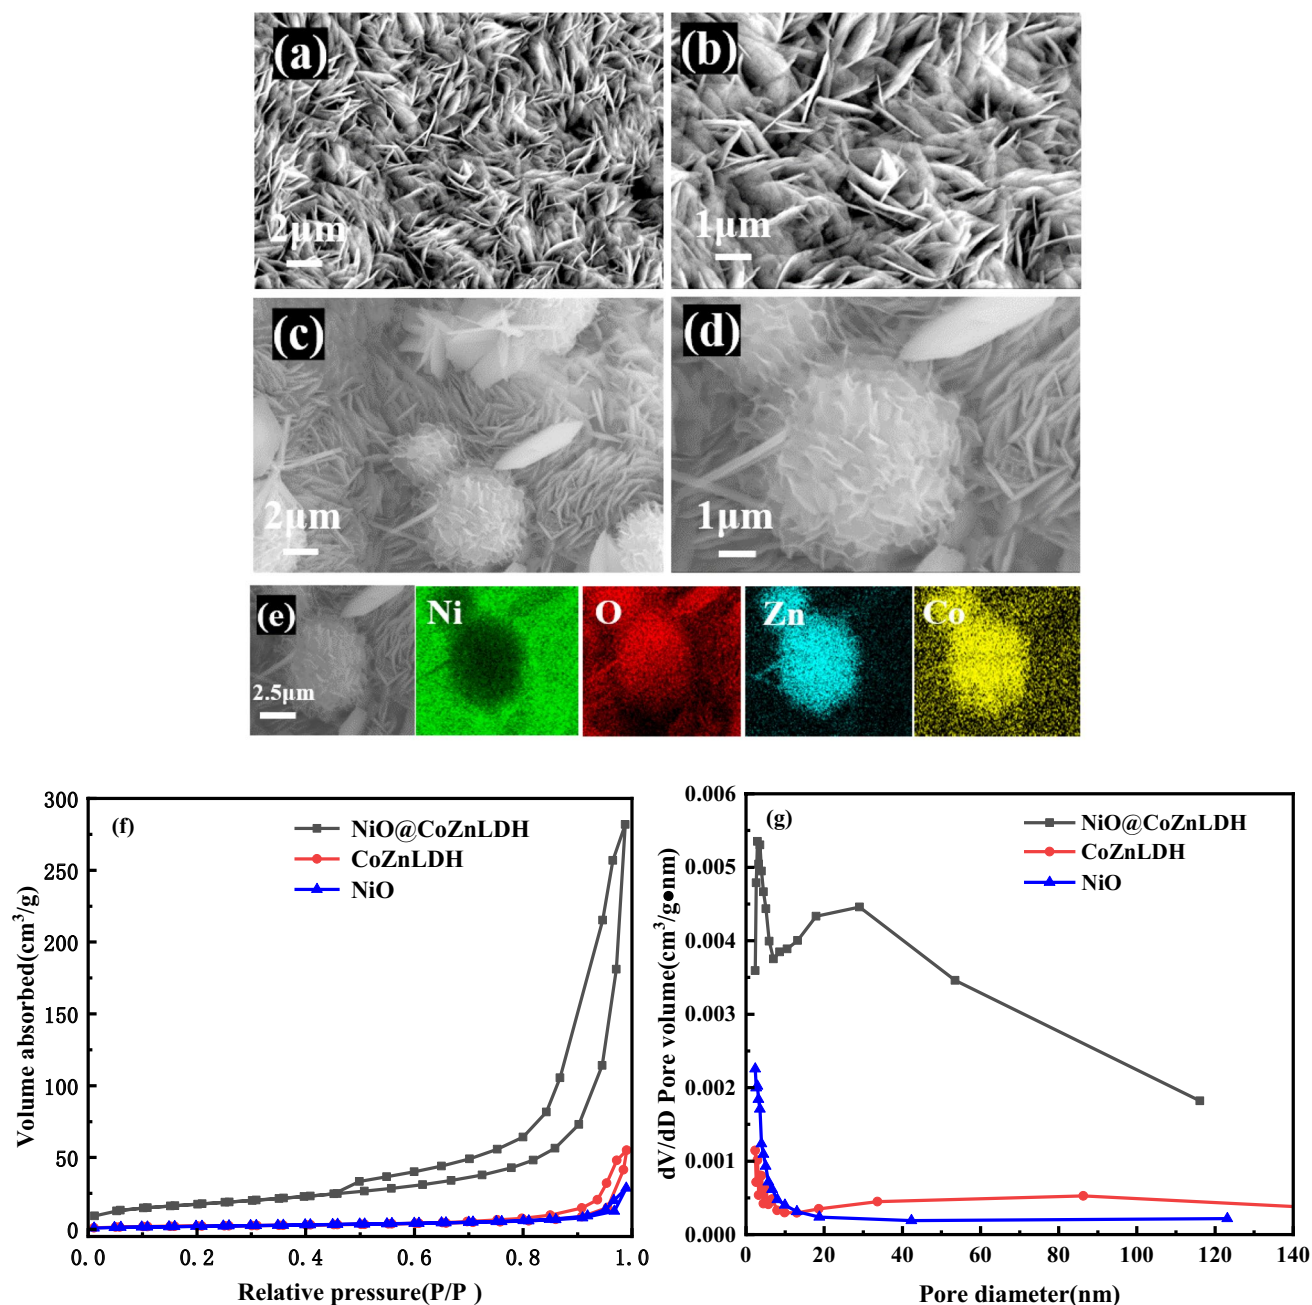 (a)
2μm
(b)
1μm
(c)
2μm
(d)
1μm
(e)
2.5μm
Ni
O
Zn
Co
(f)
NiO@CoZnLDH
CoZnLDH
NiO
300
250
200
150
100
50
0
0.0 0.2 0.4 0.6 0.8 1.0
Volume absorbed(cm³/g)
Relative pressure(P/P )
(g)
NiO@CoZnLDH
CoZnLDH
NiO
0.006
0.005
0.004
0.003
0.002
0.001
0.000
0 20 40 60 80 100 120 140
dV/dD Pore volume(cm³/g●nm)
Pore diameter(nm)